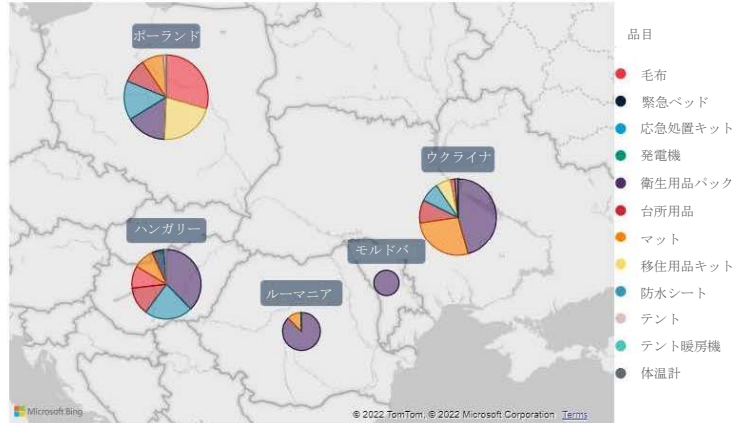 ポーランド
ウクライナ
ハンガリー
モルドバ
ルーマニア
品目
毛布
緊急ベッド
応急処置キット
発電機
衛生用品パック
台所用品
マット
移住用品キット
防水シート
テント
テント暖房機
体温計
Microsoft Bing
© 2022 TomTom, © 2022 Microsoft Corporation Terms